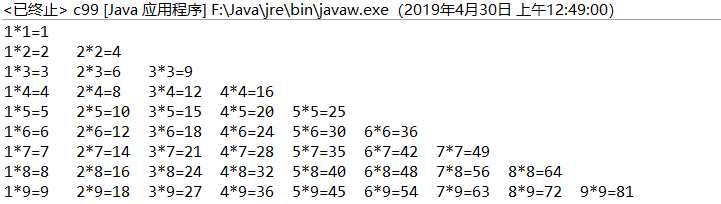 <已终止> c99 [Java 应用程序] F:\Java\jre\bin\javaw.exe（2019年4月30日 上午12:49:00）
1*1=1
1*2=2 2*2=4
1*3=3 2*3=6 3*3=9
1*4=4 2*4=8 3*4=12 4*4=16
1*5=5 2*5=10 3*5=15 4*5=20 5*5=25
1*6=6 2*6=12 3*6=18 4*6=24 5*6=30 6*6=36
1*7=7 2*7=14 3*7=21 4*7=28 5*7=35 6*7=42 7*7=49
1*8=8 2*8=16 3*8=24 4*8=32 5*8=40 6*8=48 7*8=56 8*8=64
1*9=9 2*9=18 3*9=27 4*9=36 5*9=45 6*9=54 7*9=63 8*9=72 9*9=81